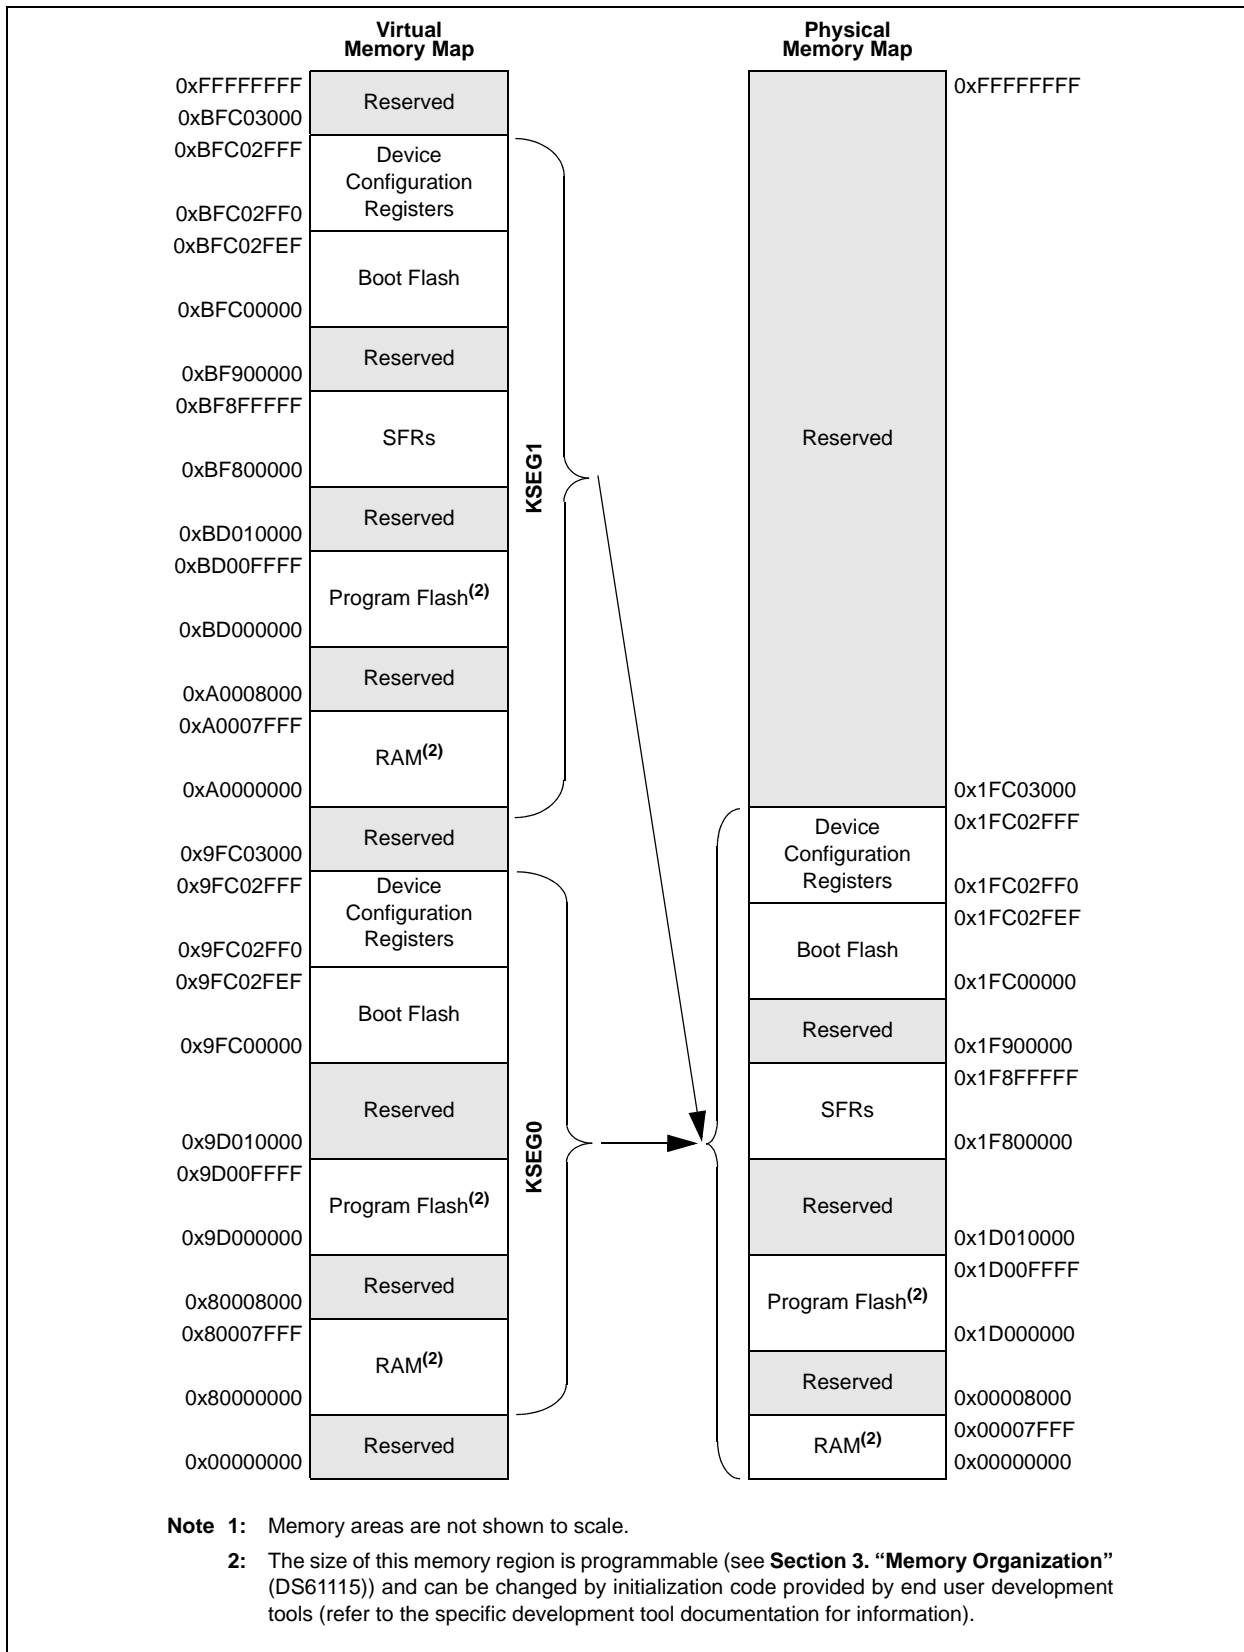 Virtual
Memory Map
0xFFFFFFFF
Reserved
0xBFC03000
0xBFC02FFF
Device
Configuration
Registers
0xBFC02FF0
0xBFC02FEF
Boot Flash
0xBFC00000
Reserved
0xBF900000
0xBF8FFFFF
SFRs
0xBF800000
Reserved
0xBD010000
0xBD00FFFF
Program Flash(2)
0xBD000000
Reserved
0xA0008000
0xA0007FFF
RAM(2)
0xA0000000
Reserved
0x9FC03000
0x9FC02FFF
Device
Configuration
Registers
0x9FC02FF0
0x9FC02FEF
Boot Flash
0x9FC00000
Reserved
0x9D010000
0x9D00FFFF
Program Flash(2)
0x9D000000
Reserved
0x80008000
0x80007FFF
RAM(2)
0x80000000
Reserved
0x00000000
KSEG1
KSEG0
Physical
Memory Map
0xFFFFFFFF
Reserved
0x1FC03000
0x1FC02FFF
Device
Configuration
Registers
0x1FC02FF0
0x1FC02FEF
Boot Flash
0x1FC00000
Reserved
0x1F900000
0x1F8FFFFF
SFRs
0x1F800000
Reserved
0x1D010000
0x1D00FFFF
Program Flash(2)
0x1D000000
Reserved
0x00008000
0x00007FFF
RAM(2)
0x00000000
Note 1: Memory areas are not shown to scale.
2: The size of this memory region is programmable (see Section 3. “Memory Organization”
(DS61115)) and can be changed by initialization code provided by end user development
tools (refer to the specific development tool documentation for information).